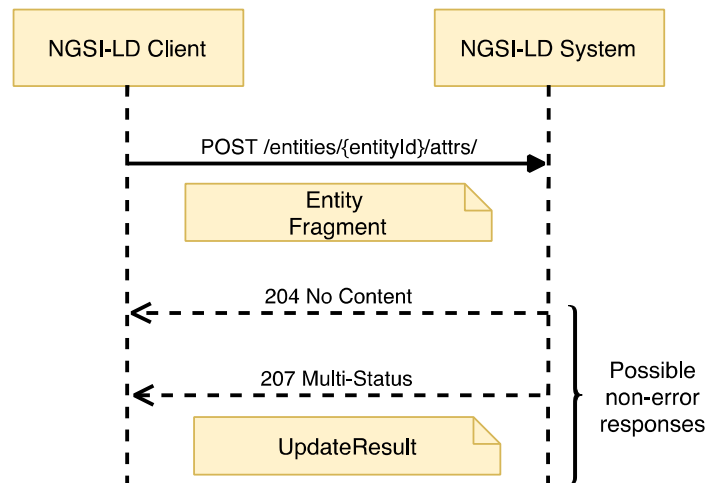 NGSI-LD Client
NGSI-LD System
POST /entities/{entityId}/attrs/
Entity
Fragment
204 No Content
207 Multi-Status
Possible
non-error
responses
UpdateResult